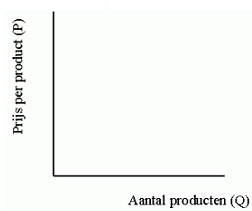 Prijs per product (P)
Aantal producten (Q)